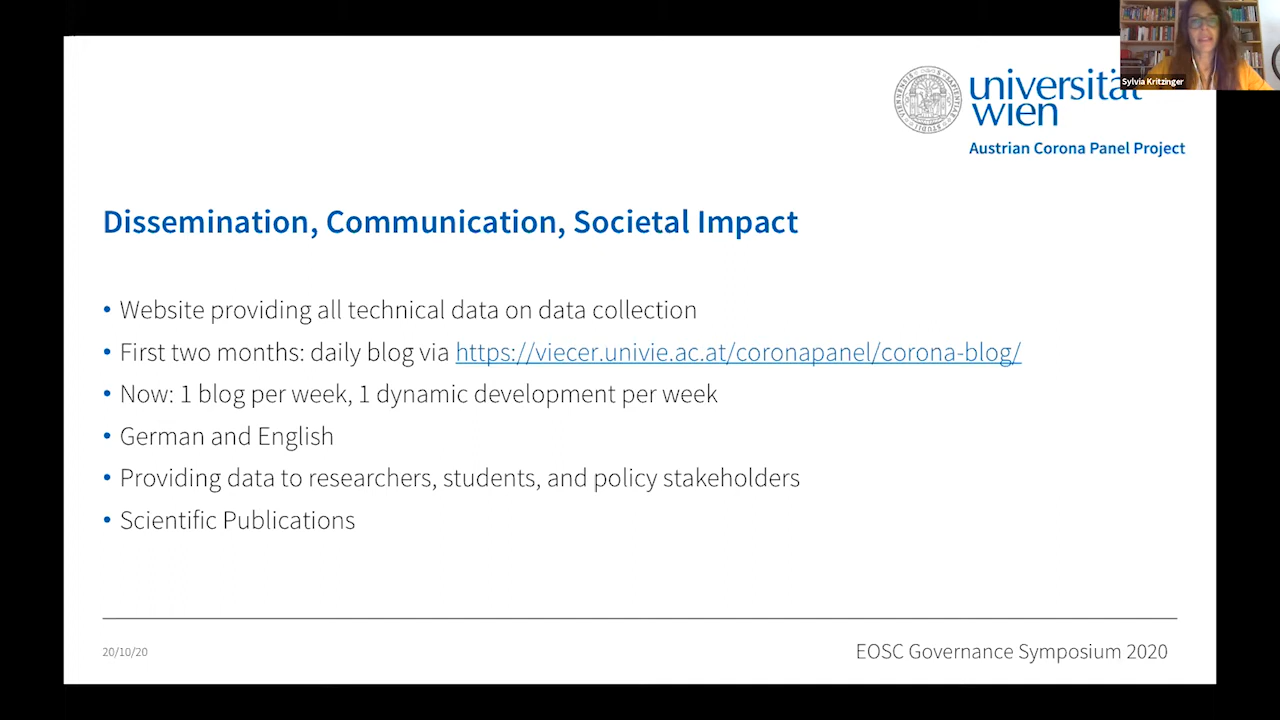 Sylvia Kritzinger
universität
wien
Austrian Corona Panel Project
Dissemination, Communication, Societal Impact
• Website providing all technical data on data collection
• First two months: daily blog via https://viecer.univie.ac.at/coronapanel/corona-blog/
• Now: 1 blog per week, 1 dynamic development per week
• German and English
• Providing data to researchers, students, and policy stakeholders
• Scientific Publications
20/10/20
EOSC Governance Symposium 2020